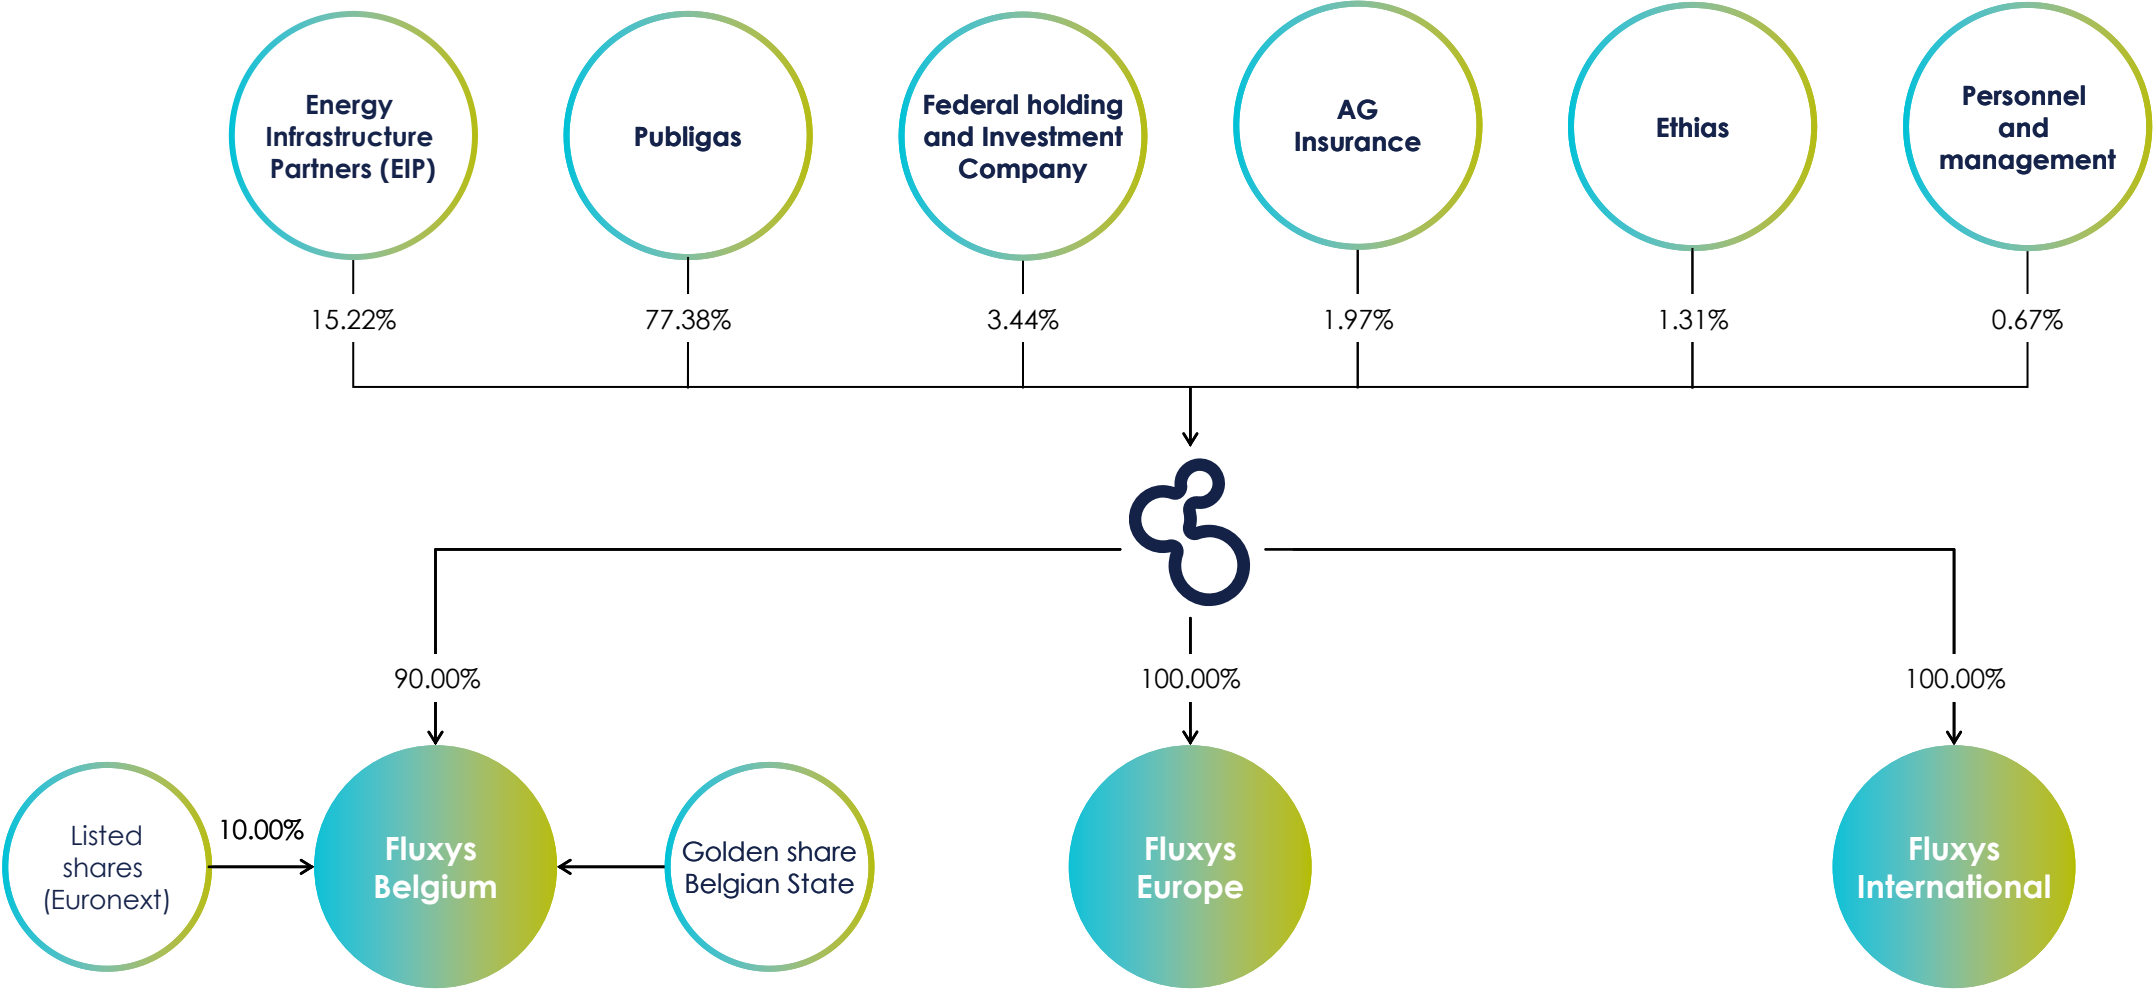 Energy
Infrastructure
Partners (EIP)
Publigas
Federal holding
and Investment
Company
AG
Insurance
Ethias
Personnel
and
management
15.22%
77.38%
3.44%
1.97%
1.31%
0.67%
90.00%
100.00%
100.00%
Listed
shares
(Euronext)
10.00%
Fluxys
Belgium
Golden share
Belgian State
Fluxys
Europe
Fluxys
International